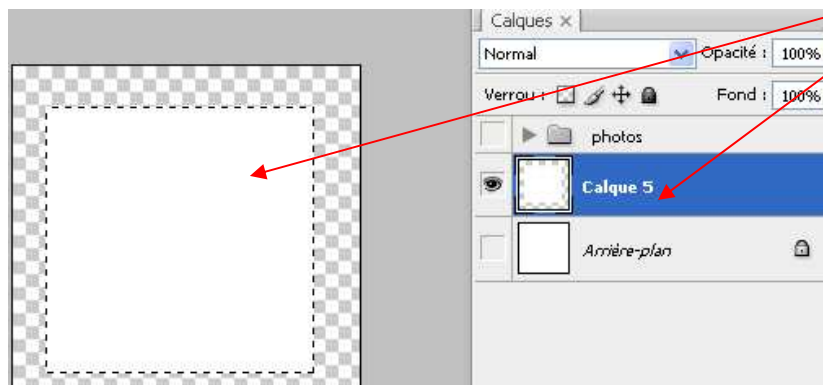 Calques ×
Normal Opacité : 100%
Verrou : Fond : 100%
photos
Calque 5
Arrière-plan